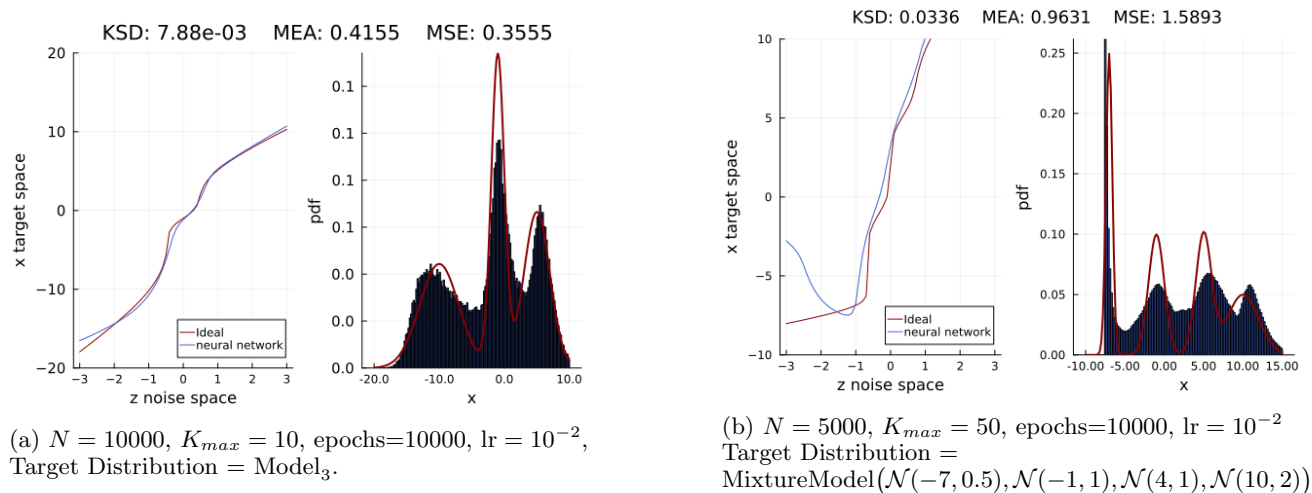 KSD: 7.88e-03 MEA: 0.4155 MSE: 0.3555
20
10
0
−10
−20
x target space
−3 −2 −1 0 1 2 3
z noise space
Ideal
neural network
0.1
0.1
0.1
0.1
0.0
0.0
0.0
pdf
-20.0 -10.0 0.0 10.0
x
(a) N = 10000, K_max = 10, epochs=10000, lr = 10^−2,
Target Distribution = Model_3.
KSD: 0.0336 MEA: 0.9631 MSE: 1.5893
10
5
0
−5
−10
x target space
−3 −2 −1 0 1 2 3
z noise space
Ideal
neural network
0.25
0.20
0.15
0.10
0.05
0.00
pdf
-10.00 -5.00 0.00 5.00 10.00 15.00
x
(b) N = 5000, K_max = 50, epochs=10000, lr = 10^−2
Target Distribution =
MixtureModel(𝒩(−7, 0.5), 𝒩(−1, 1), 𝒩(4, 1), 𝒩(10, 2))